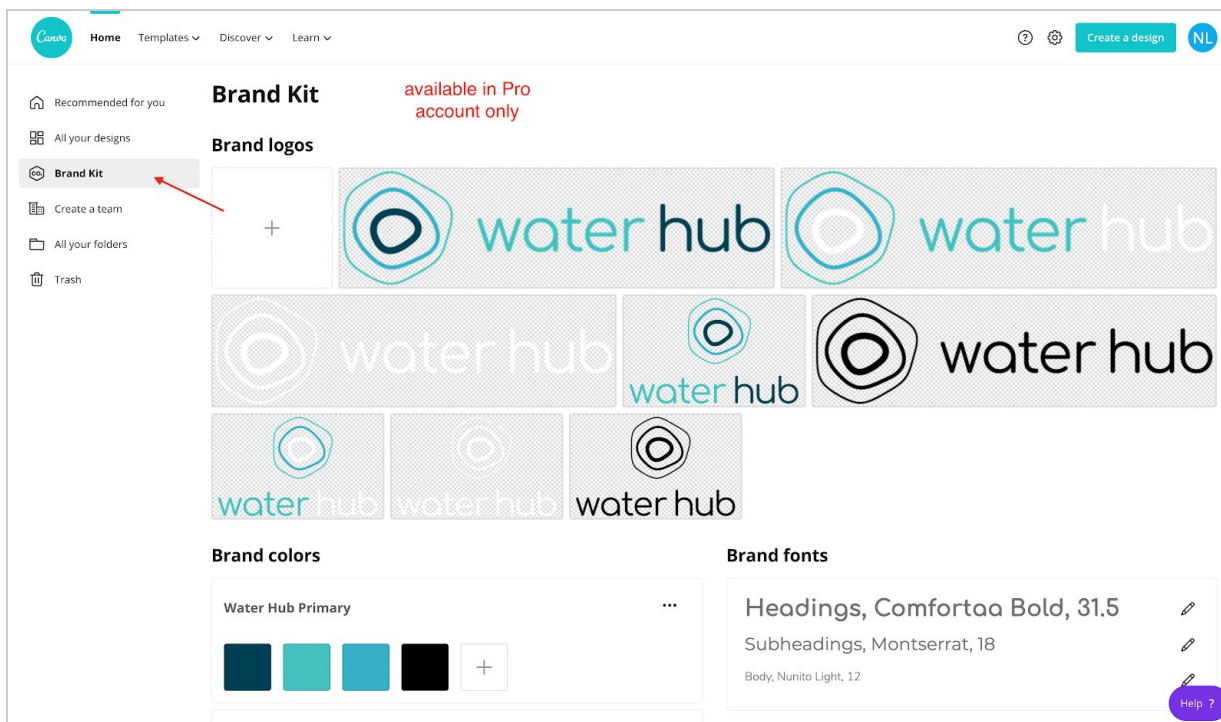 Canva
Home
Templates
Discover
Learn
?
Create a design
NL
Recommended for you
All your designs
CO.
Brand Kit
Create a team
All your folders
Trash
Brand Kit
available in Pro
account only
Brand logos
+
water hub
water hub
water hub
water hub
water hub
water hub
water hub
water hub
Brand colors
Water Hub Primary
...
+
Brand fonts
Headings, Comfortaa Bold, 31.5
Subheadings, Montserrat, 18
Body, Nunito Light, 12
Help ?